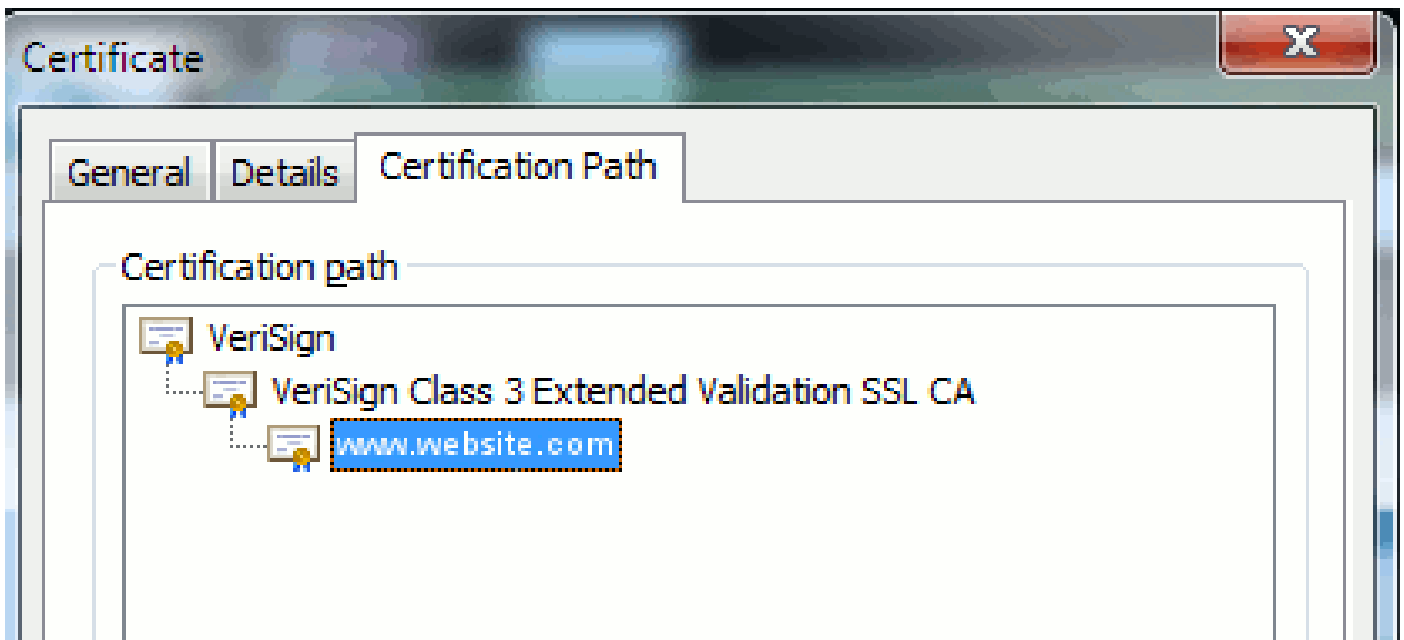 Certificate
General Details Certification Path
Certification path
VeriSign
VeriSign Class 3 Extended Validation SSL CA
www.website.com